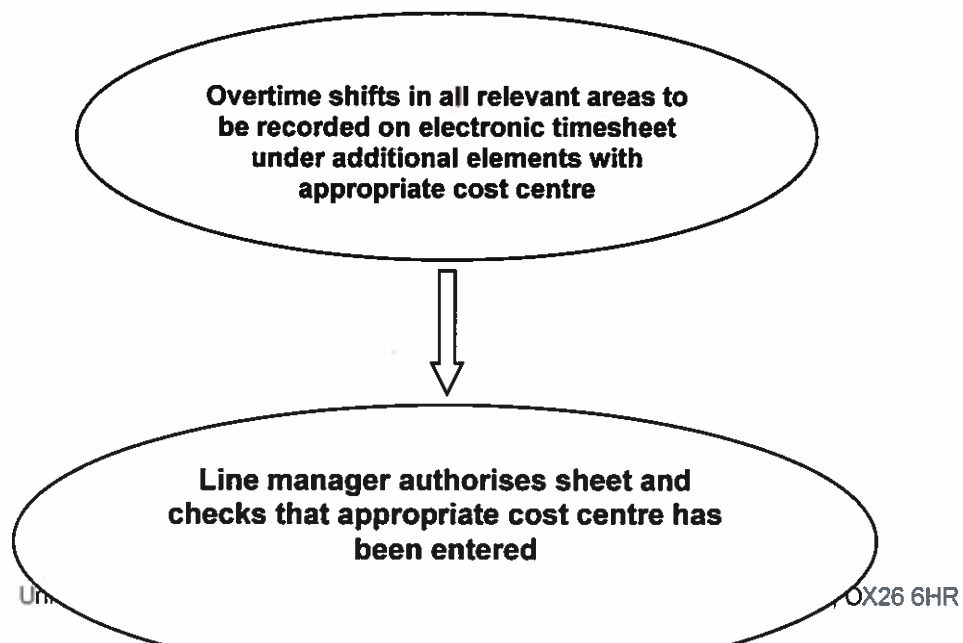 Overtime shifts in all relevant areas to
be recorded on electronic timesheet
under additional elements with
appropriate cost centre
Line manager authorises sheet and
checks that appropriate cost centre has
been entered
OX26 6HR